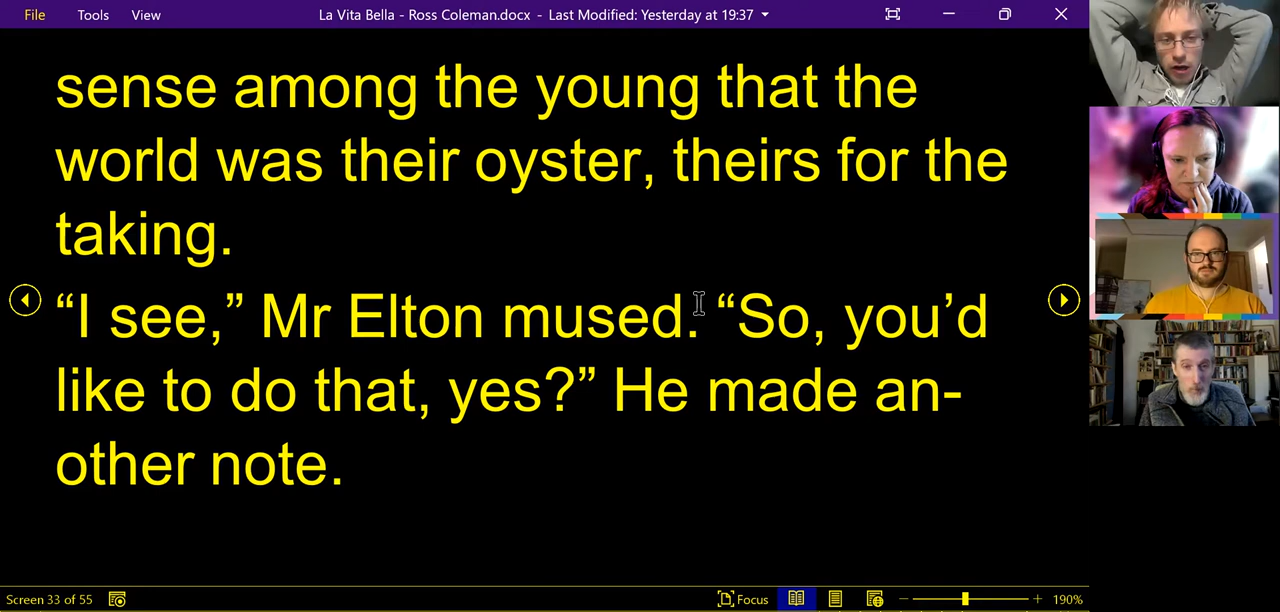 File Tools View La Vita Bella - Ross Coleman.docx - Last Modified: Yesterday at 19:37
sense among the young that the
world was their oyster, theirs for the
taking.
“I see,” Mr Elton mused. “So, you’d
like to do that, yes?” He made an-
other note.
Screen 33 of 55 Focus 190%